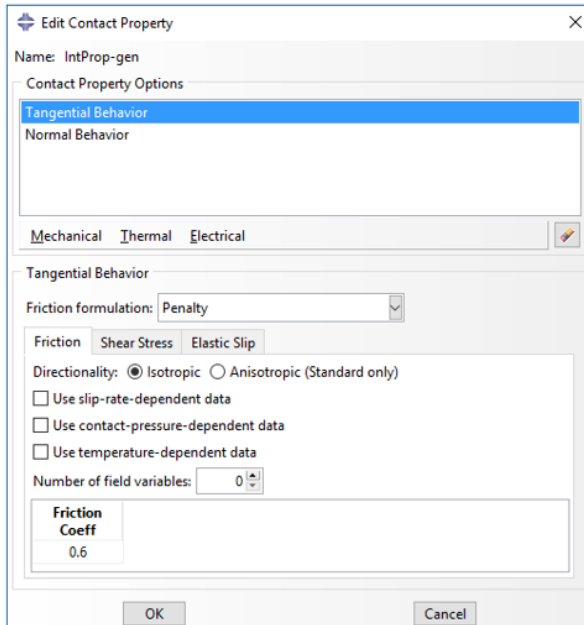 Edit Contact Property
Name: IntProp-gen
Contact Property Options
Tangential Behavior
Normal Behavior
Mechanical Thermal Electrical
Tangential Behavior
Friction formulation: Penalty
Friction Shear Stress Elastic Slip
Directionality: Isotropic Anisotropic (Standard only)
Use slip-rate-dependent data
Use contact-pressure-dependent data
Use temperature-dependent data
Number of field variables: 0
Friction
Coeff
0.6
OK Cancel